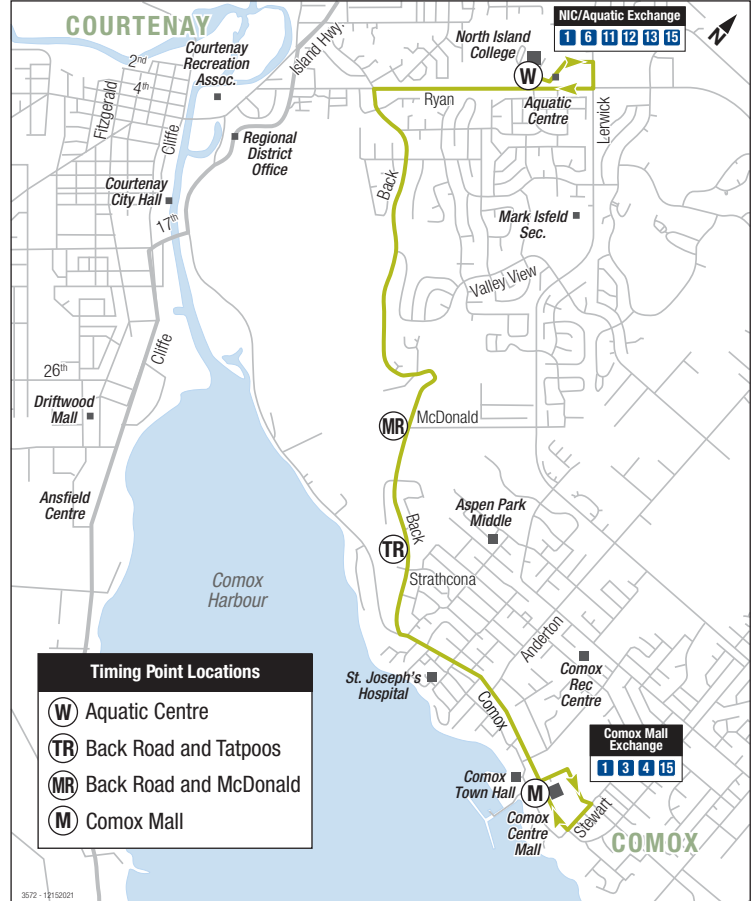 COURTENAY
NIC/Aquatic Exchange
1 6 11 12 13 15
N
2nd
4th
Fitzgerald
Cliffe
Courtenay
Recreation
Assoc.
Island Hwy.
North Island
College
W
Ryan
Aquatic
Centre
Lerwick
Regional
District
Office
Courtenay
City Hall
17th
Back
Mark Isfeld
Sec.
Valley View
Cliffe
26th
Driftwood
Mall
MR
McDonald
Ansfield
Centre
Aspen Park
Middle
Back
TR
Strathcona
Comox
Harbour
Anderton
St. Joseph's
Hospital
Comox
Comox
Rec
Centre
Comox Mall
Exchange
1 3 4 15
Comox
Town Hall
M
Comox
Centre
Mall
Stewart
COMOX
Timing Point Locations
W Aquatic Centre
TR Back Road and Tatpoos
MR Back Road and McDonald
M Comox Mall
3572 - 12152021